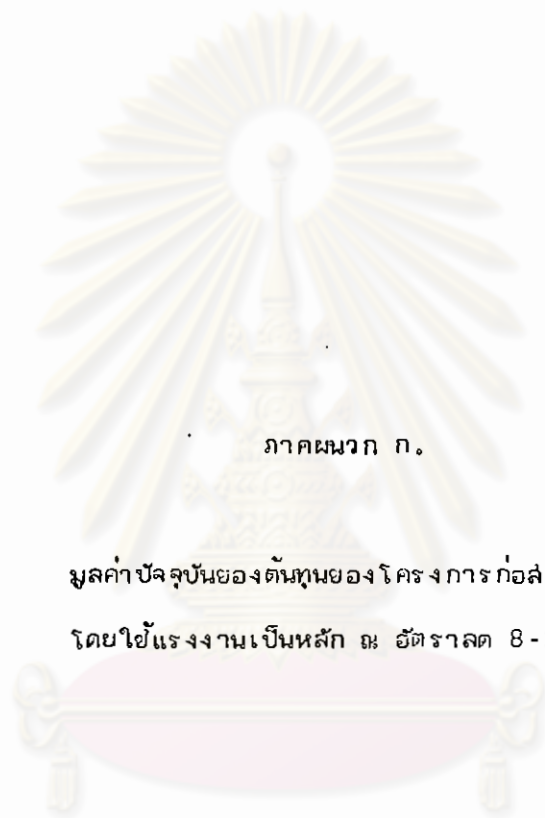 ภาคผนวก ก.
มูลค่าปัจจุบันของต้นทุนของโครงการก่อส
โดยใช้แรงงานเป็นหลัก ณ อัตราลด 8 -